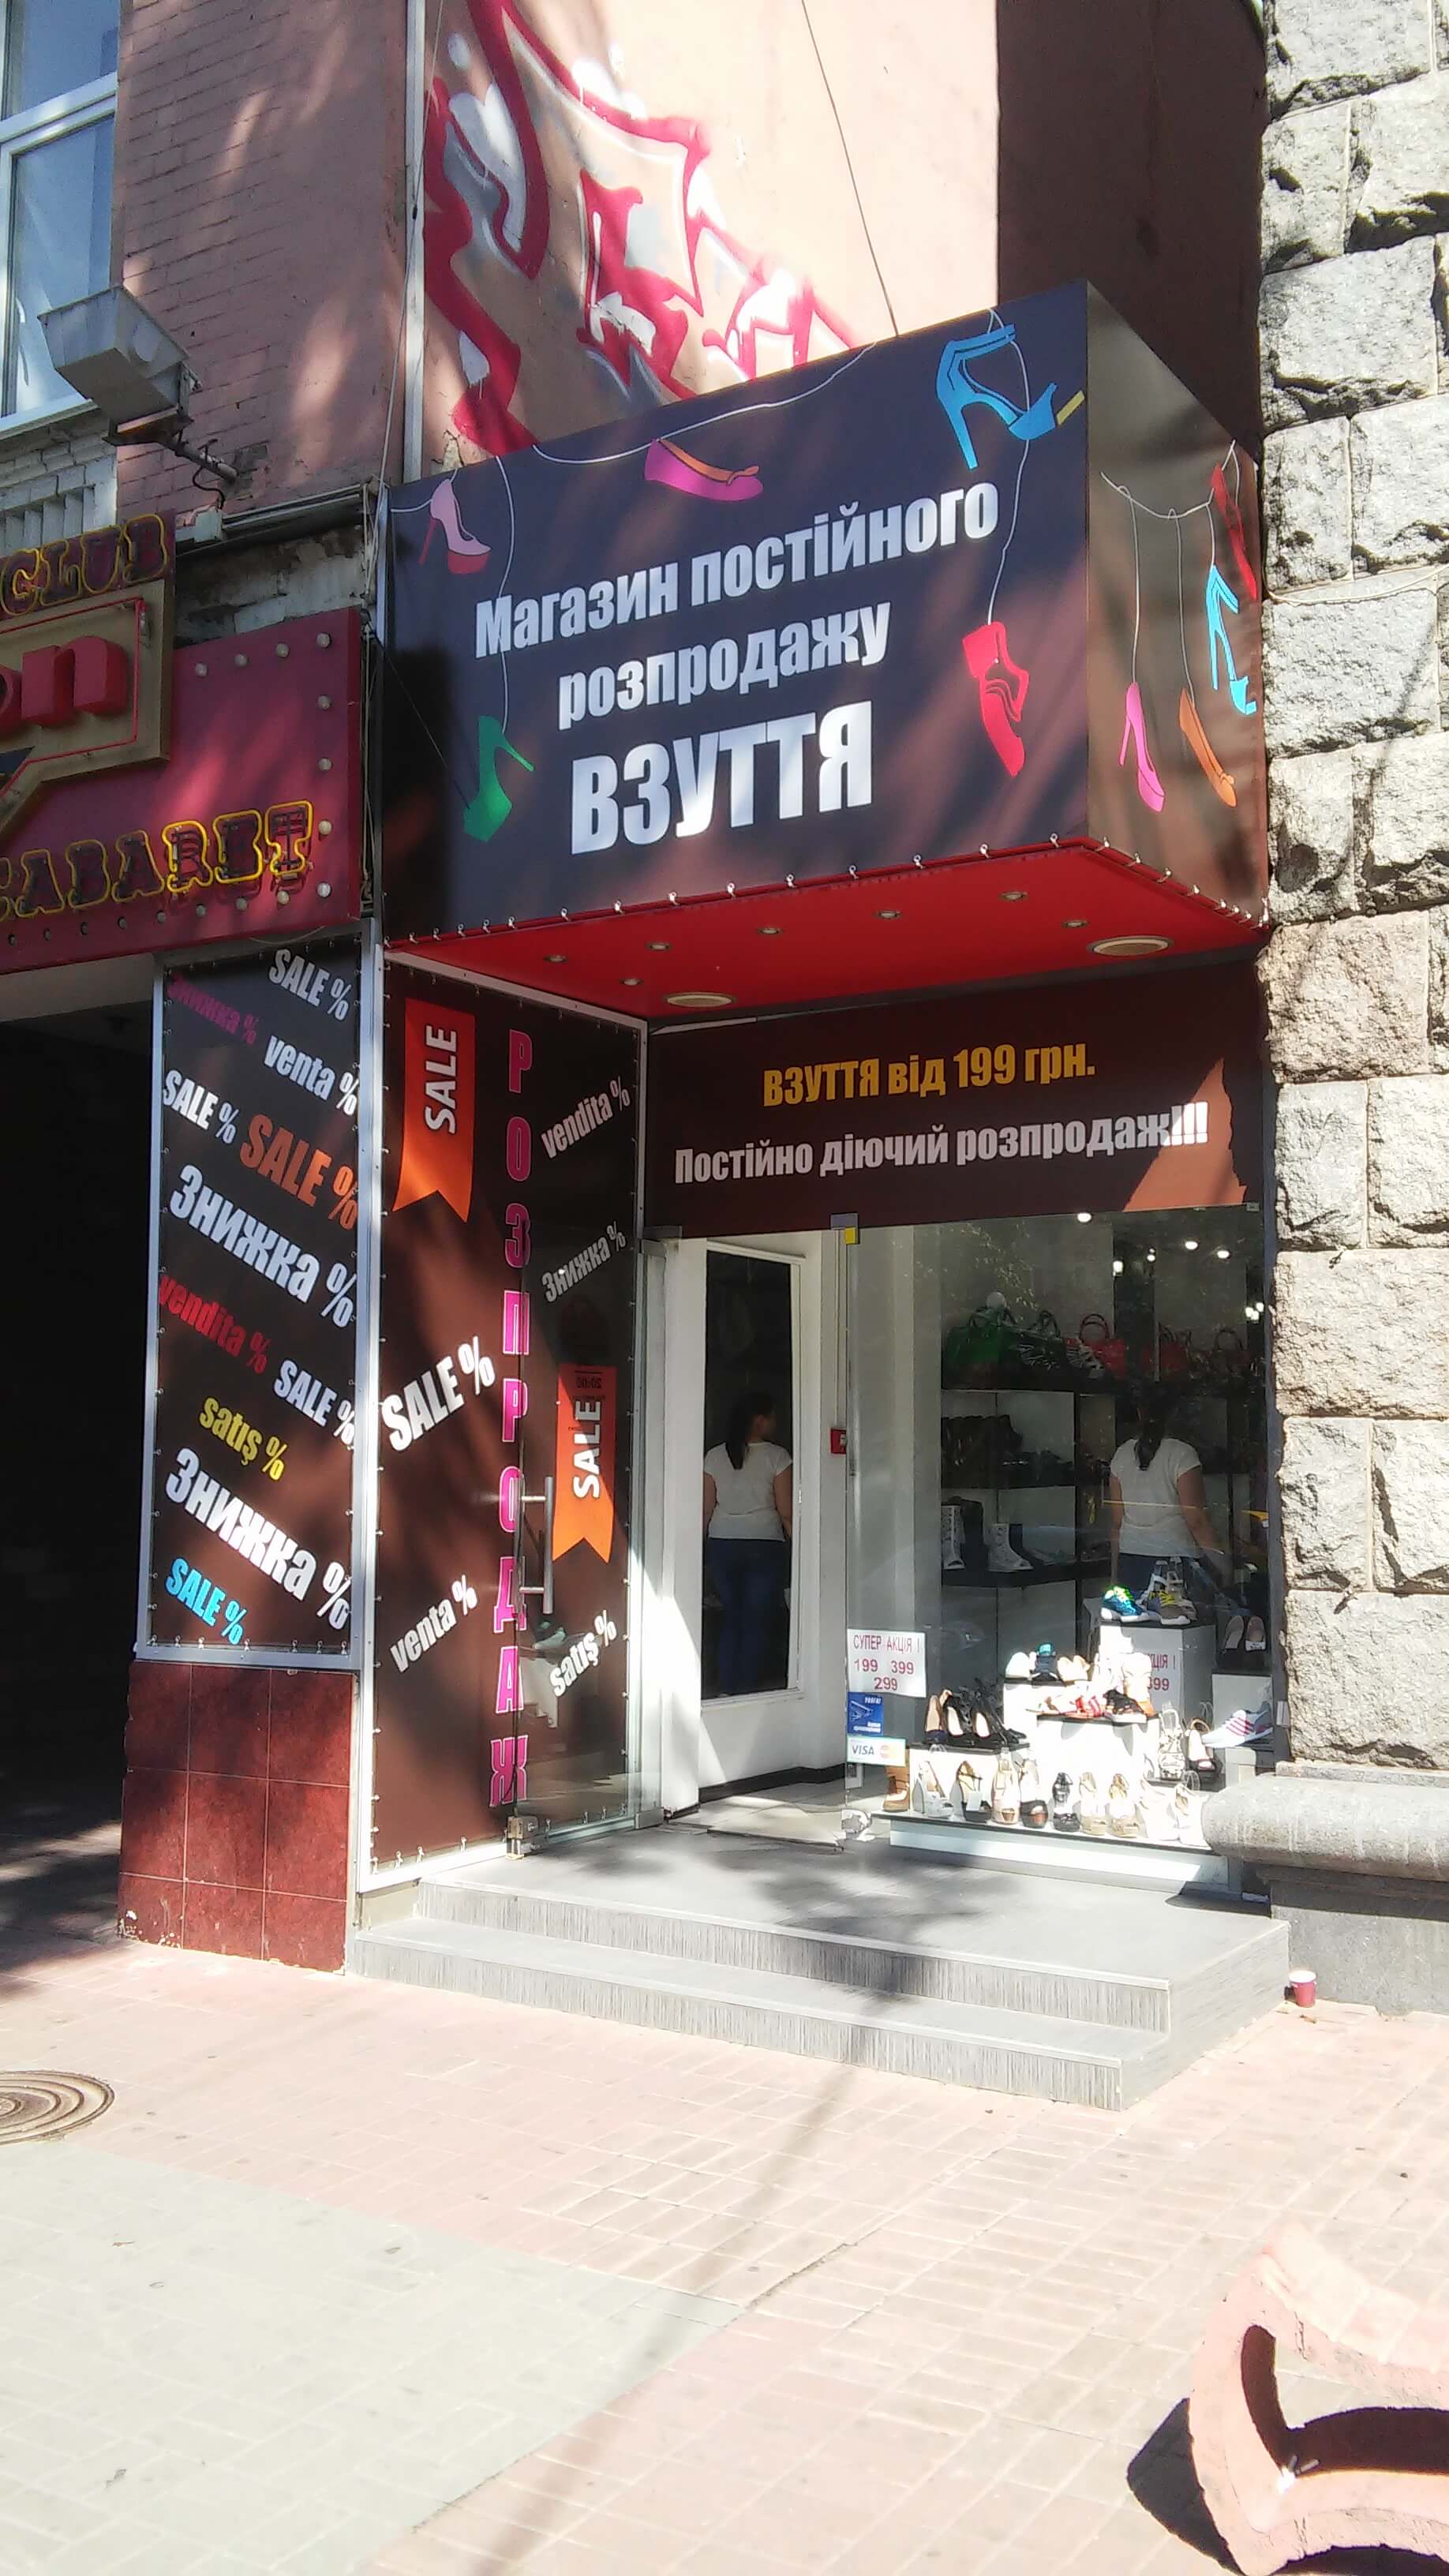 CLUB
CABARET
Магазин постійного
розпродажу
ВЗУТТЯ
SALE %
Знижка %
venta %
SALE %
SALE %
Знижка %
vendita %
SALE %
satış %
Знижка %
SALE %
SALE
РОЗПРОДАЖ
vendita %
Знижка %
SALE %
SALE
venta %
satış %
ВЗУТТЯ від 199 грн.
Постійно діючий розпродаж!!!
СУПЕР АКЦІЯ !
199 399
299
VISA